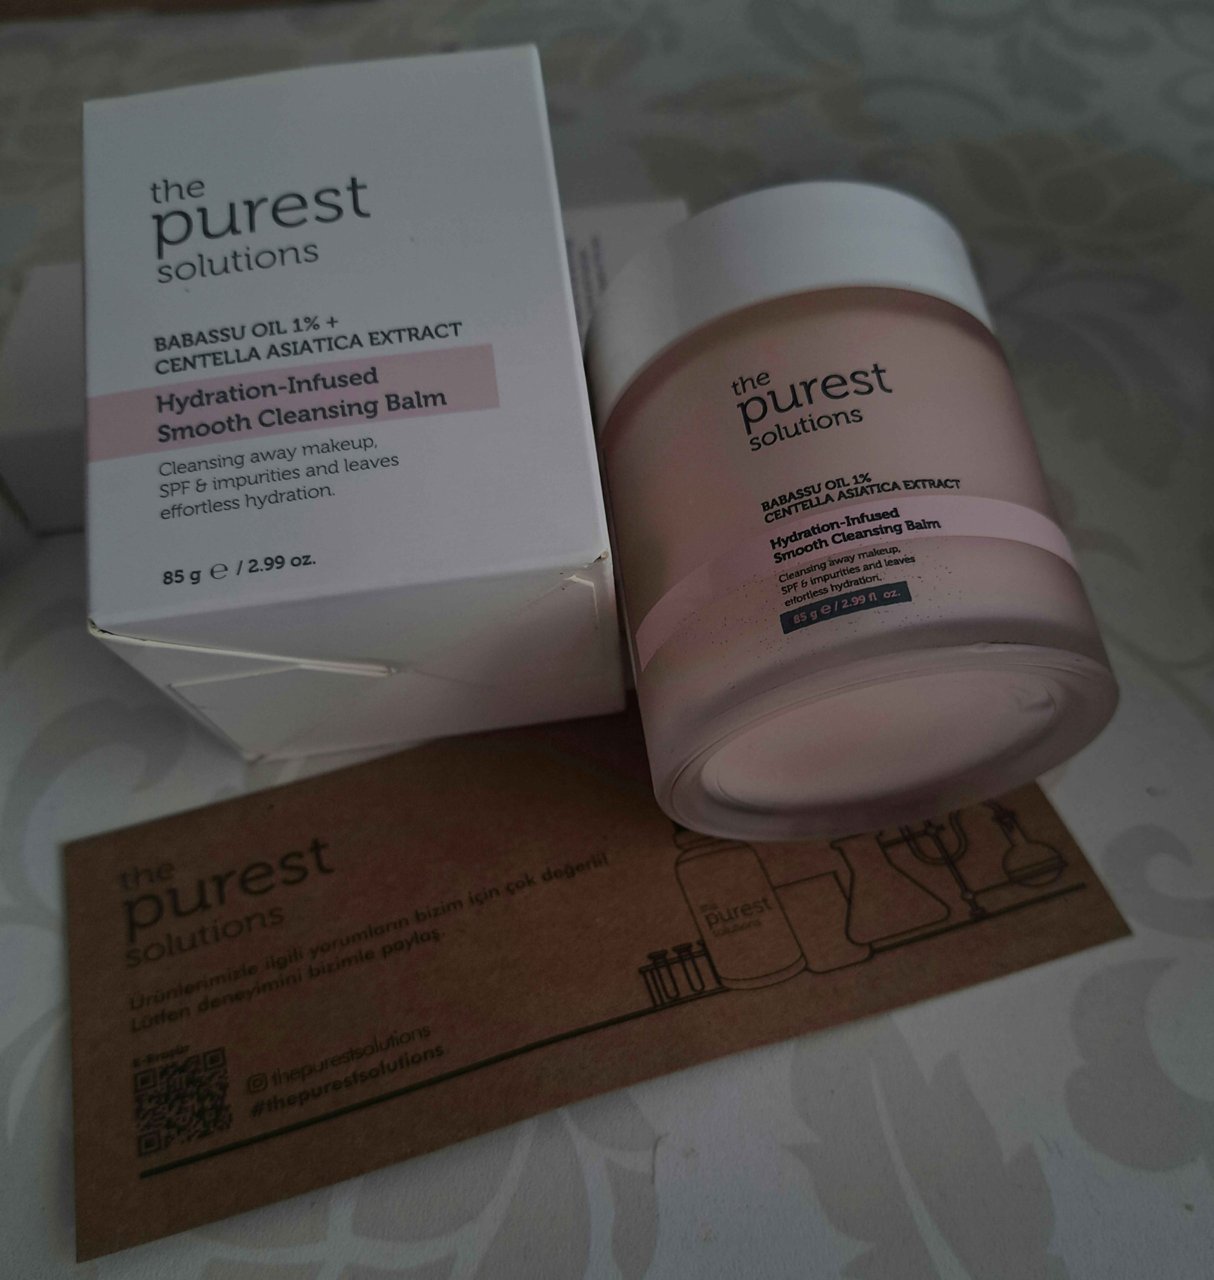 the
purest
solutions
BABASSU OIL 1% +
CENTELLA ASIATICA EXTRACT
Hydration-Infused
Smooth Cleansing Balm
Cleansing away makeup,
SPF & impurities and leaves
effortless hydration.
85 g ℮ / 2.99 oz.
the
purest
solutions
BABASSU OIL 1%
CENTELLA ASIATICA EXTRACT
Hydration-Infused
Smooth Cleansing Balm
Cleansing away makeup,
SPF & impurities and leaves
effortless hydration.
85 g ℮ / 2.99 fl oz.
the
purest
solutions
Ürünlerimizle ilgili yorumların bizim için çok değerli!
Lütfen deneyimini bizimle paylaş.
E-Broşür
thepurestsolutions
#thepurestsolutions
the
purest
solutions